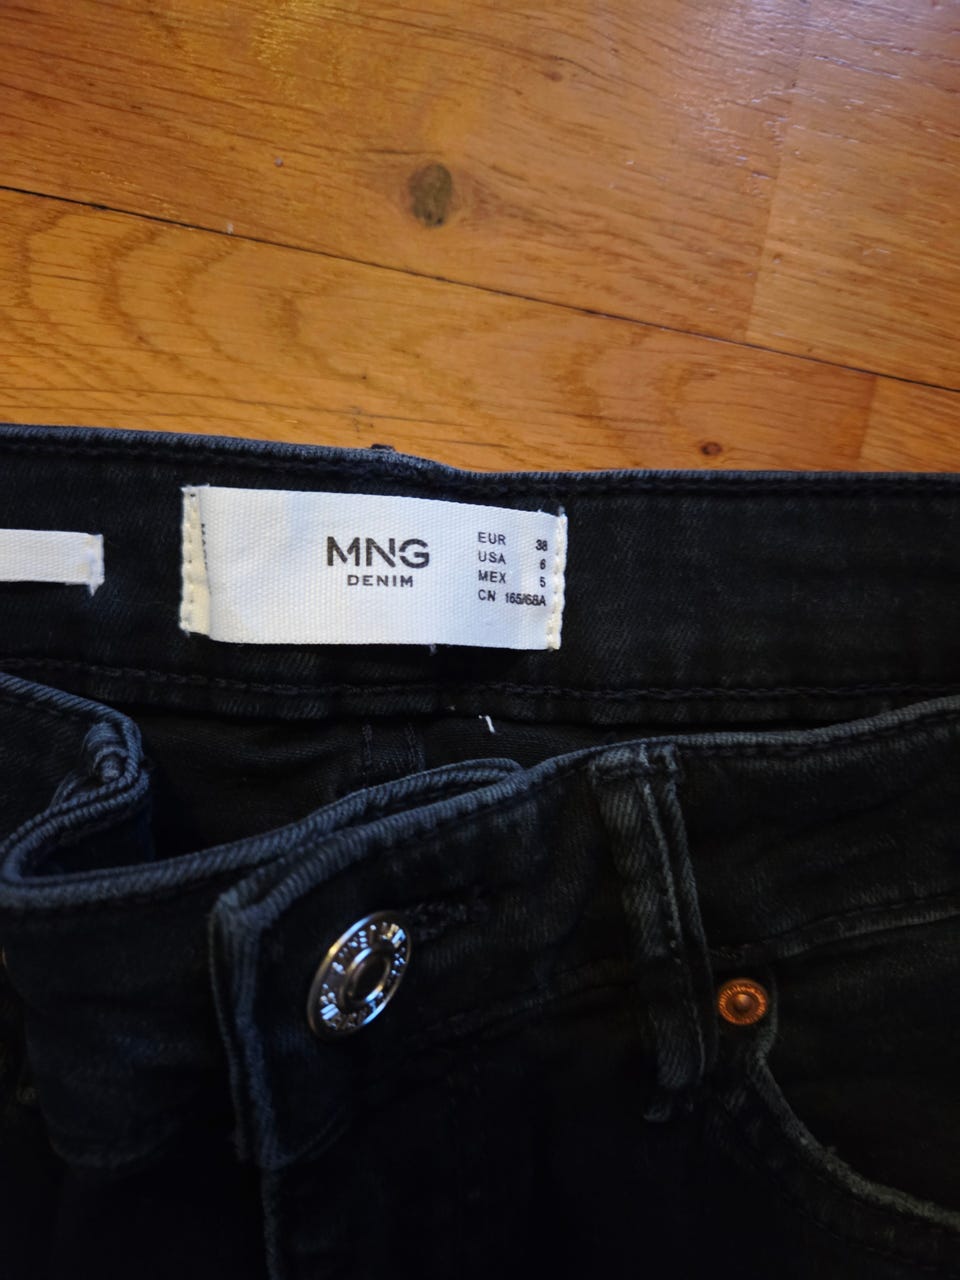 MNG
DENIM
EUR 38
USA 6
MEX 5
CN 165/68A